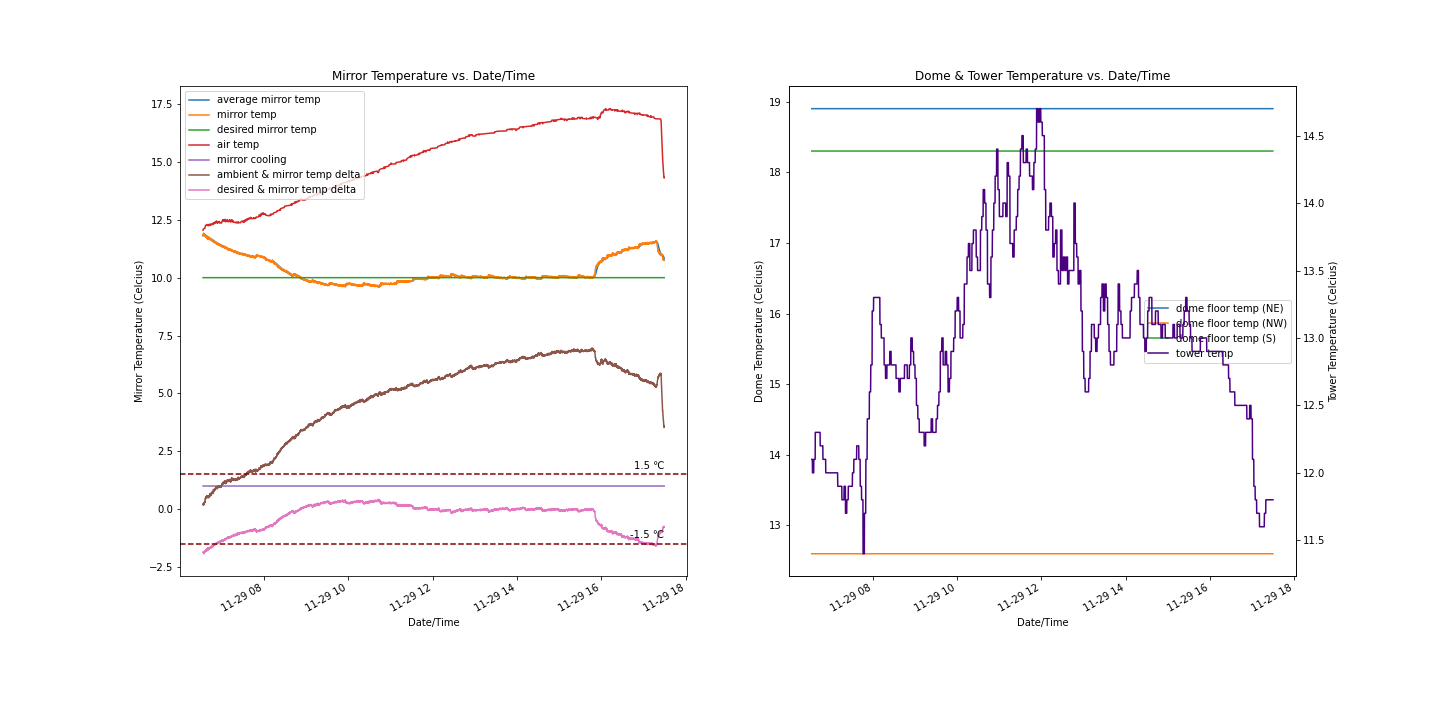 Mirror Temperature vs. Date/Time
Mirror Temperature (Celcius)
17.5
15.0
12.5
10.0
7.5
5.0
2.5
0.0
−2.5
average mirror temp
mirror temp
desired mirror temp
air temp
mirror cooling
ambient & mirror temp delta
desired & mirror temp delta
1.5 °C
-1.5 °C
11-29 08
11-29 10
11-29 12
11-29 14
11-29 16
11-29 18
Date/Time
Dome & Tower Temperature vs. Date/Time
Dome Temperature (Celcius)
19
18
17
16
15
14
13
dome floor temp (NE)
dome floor temp (NW)
dome floor temp (S)
tower temp
14.5
14.0
13.5
13.0
12.5
12.0
11.5
Tower Temperature (Celcius)
11-29 08
11-29 10
11-29 12
11-29 14
11-29 16
11-29 18
Date/Time